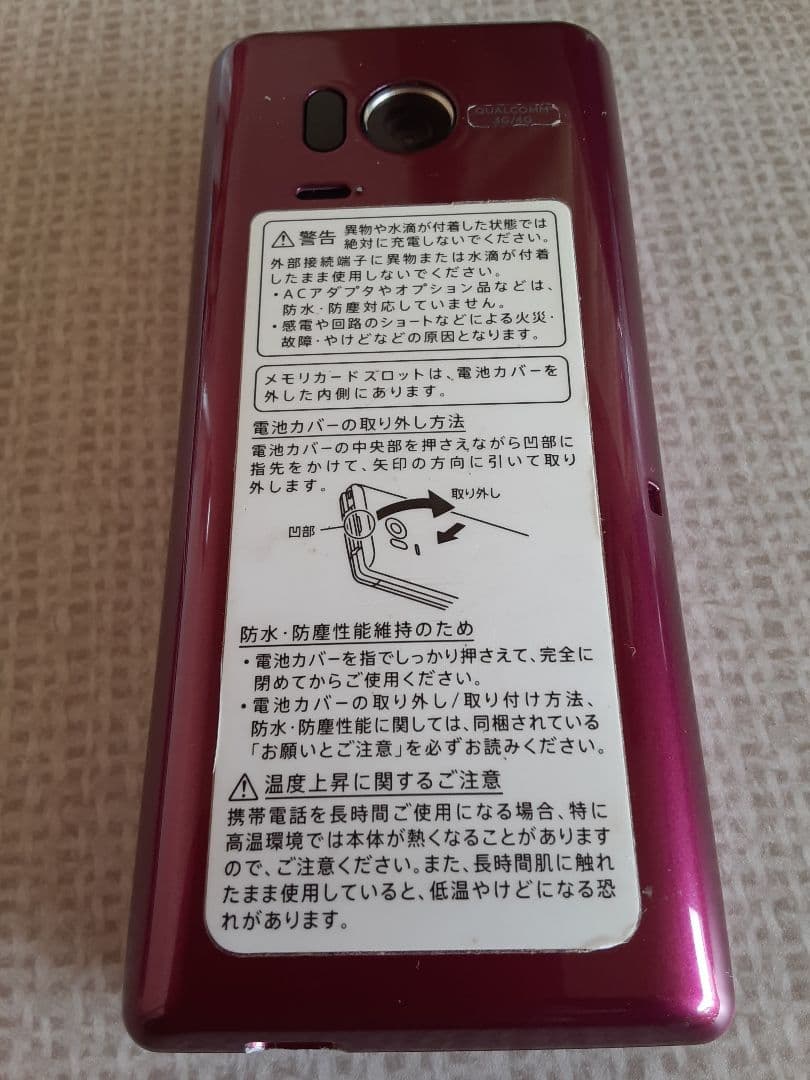 QUALCOMM
3G/4G
警告 異物や水滴が付着した状態では
絶対に充電しないでください。
外部接続端子に異物または水滴が付着
したまま使用しないでください。
・ACアダプタやオプション品などは、
防水・防塵対応していません。
・感電や回路のショートなどによる火災・
故障・やけどなどの原因となります。
メモリカードスロットは、電池カバーを
外した内側にあります。
電池カバーの取り外し方法
電池カバーの中央部を押さえながら凹部に
指先をかけて、矢印の方向に引いて取り
外します。
取り外し
凹部
防水・防塵性能維持のため
・電池カバーを指でしっかり押さえて、完全に
閉めてからご使用ください。
・電池カバーの取り外し/取り付け方法、
防水・防塵性能に関しては、同梱されている
「お願いとご注意」を必ずお読みください。
温度上昇に関するご注意
携帯電話を長時間ご使用になる場合、特に
高温環境では本体が熱くなることがあります
ので、ご注意ください。また、長時間肌に触れ
たまま使用していると、低温やけどになる恐
れがあります。